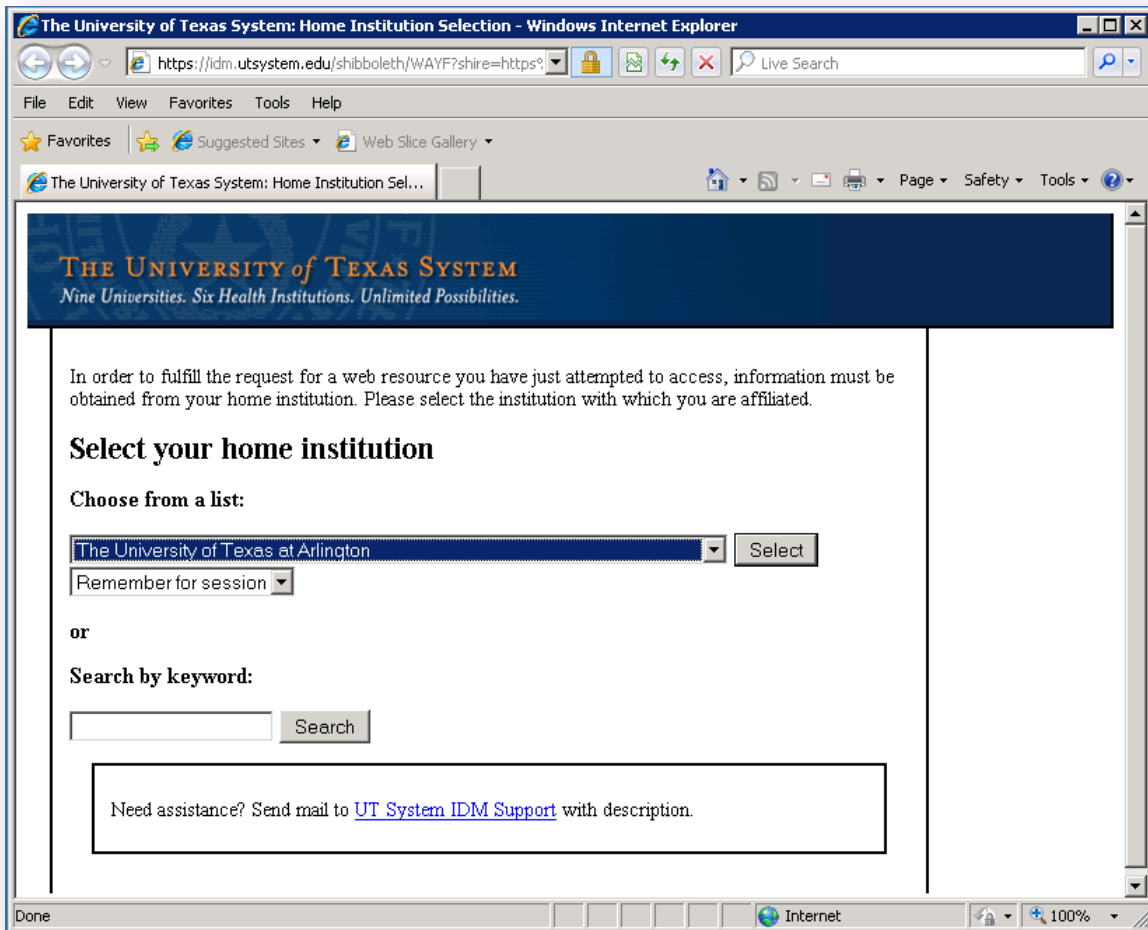 The University of Texas System: Home Institution Selection - Windows Internet Explorer
https://idm.utsystem.edu/shibboleth/WAYF?shire=https%
Live Search
File Edit View Favorites Tools Help
Favorites Suggested Sites Web Slice Gallery
The University of Texas System: Home Institution Sel...
Page Safety Tools
THE UNIVERSITY of TEXAS SYSTEM
Nine Universities. Six Health Institutions. Unlimited Possibilities.
In order to fulfill the request for a web resource you have just attempted to access, information must be
obtained from your home institution. Please select the institution with which you are affiliated.
Select your home institution
Choose from a list:
The University of Texas at Arlington Select
Remember for session
or
Search by keyword:
Search
Need assistance? Send mail to UT System IDM Support with description.
Done Internet 100%